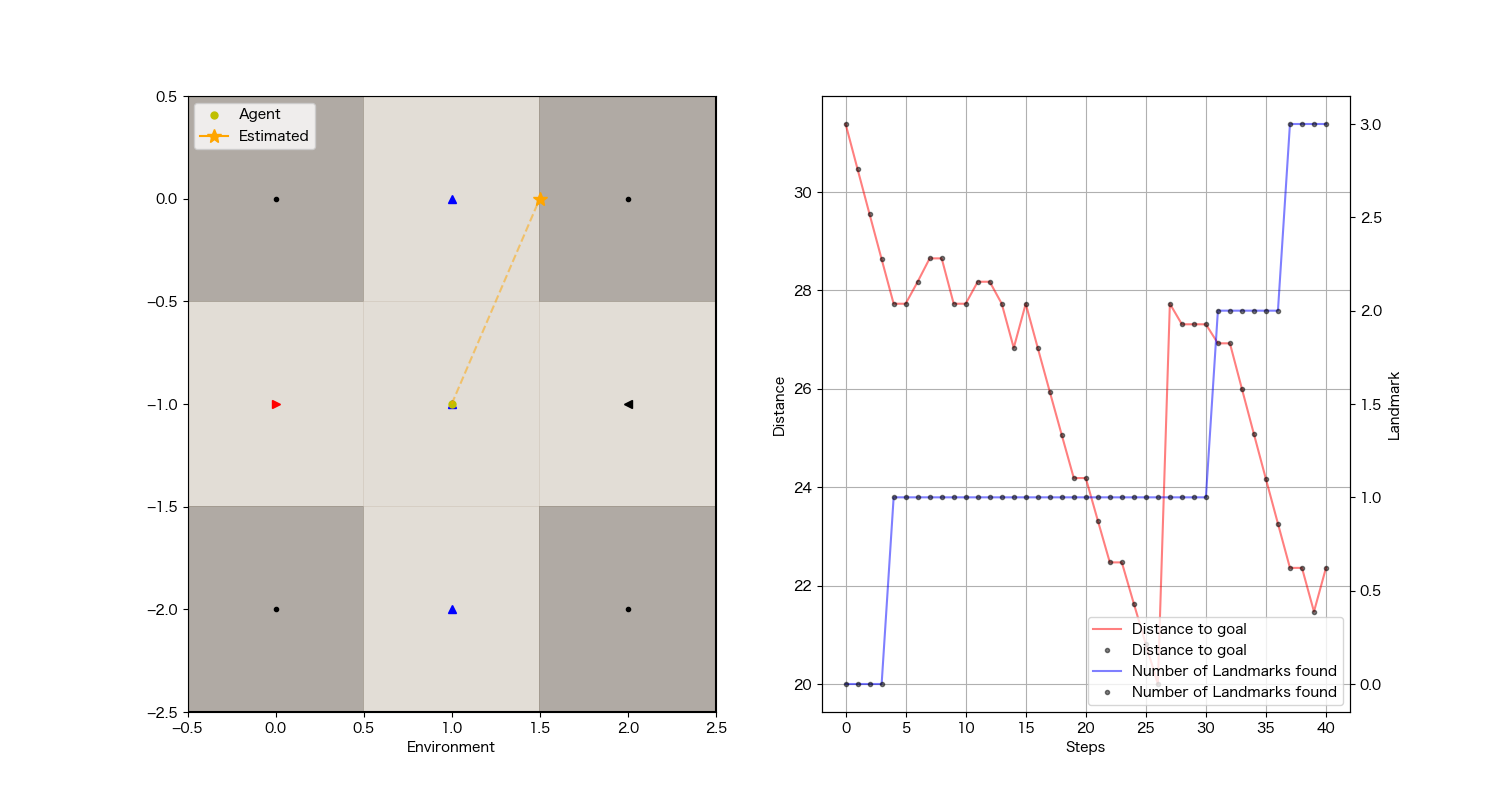 Agent
Estimated
0.5
0.0
−0.5
−1.0
−1.5
−2.0
−2.5
−0.5 0.0 0.5 1.0 1.5 2.0 2.5
Environment
Distance
30
28
26
24
22
20
0 5 10 15 20 25 30 35 40
Steps
3.0
2.5
2.0
1.5
1.0
0.5
0.0
Landmark
Distance to goal
Distance to goal
Number of Landmarks found
Number of Landmarks found